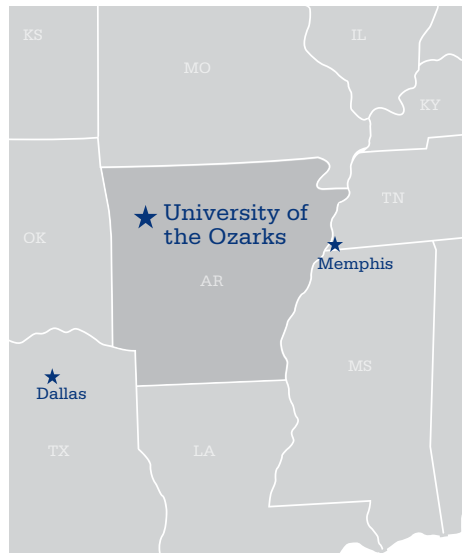 KS
IL
MO
KY
TN
University of
the Ozarks
OK
Memphis
AR
MS
Dallas
TX
LA